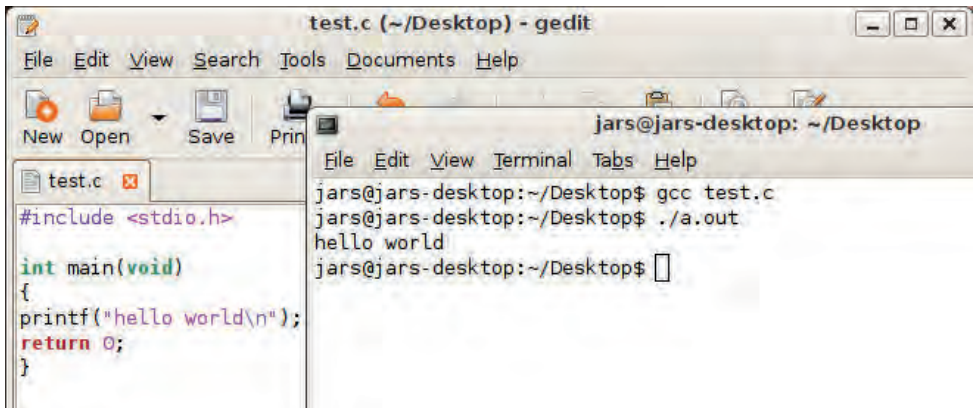 test.c (~/Desktop) - gedit
File Edit View Search Tools Documents Help
New Open Save
test.c
#include <stdio.h>
int main(void)
{
printf("hello world\n");
return 0;
}
jars@jars-desktop: ~/Desktop
File Edit View Terminal Tabs Help
jars@jars-desktop:~/Desktop$ gcc test.c
jars@jars-desktop:~/Desktop$ ./a.out
hello world
jars@jars-desktop:~/Desktop$